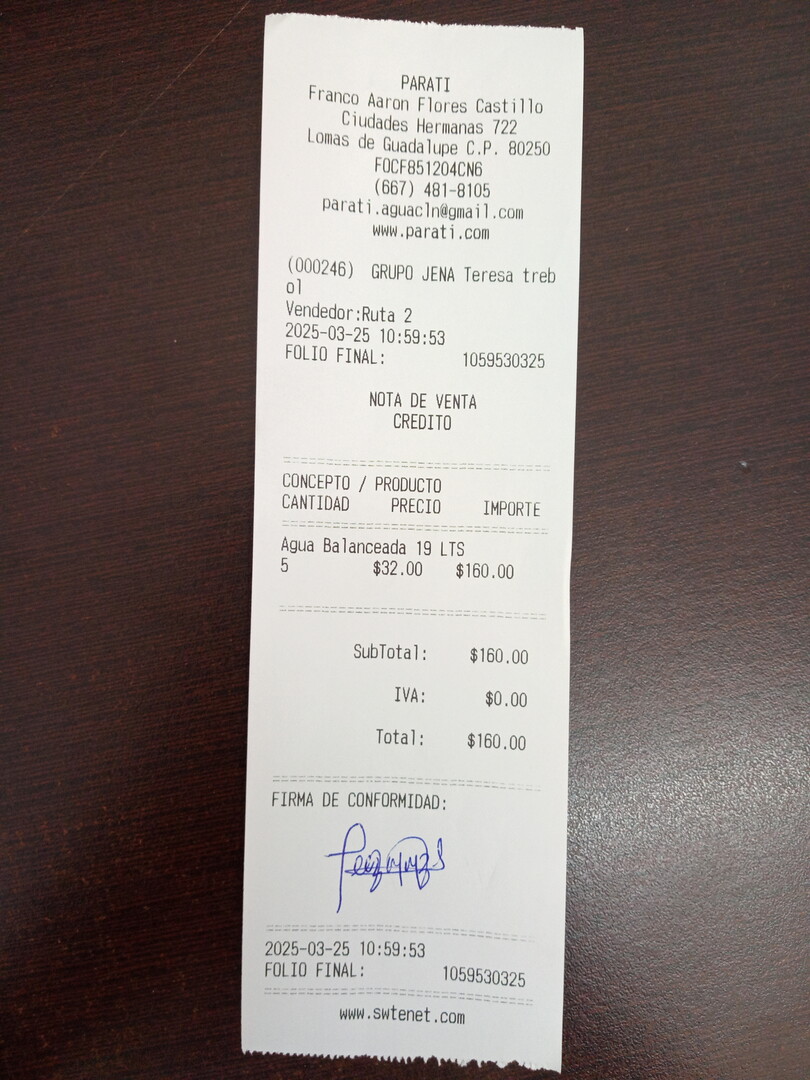 PARATI
Franco Aaron Flores Castillo
Ciudades Hermanas 722
Lomas de Guadalupe C.P. 80250
FOCF851204CN6
(667) 481-8105
parati.aguacln@gmail.com
www.parati.com
(000246) GRUPO JENA Teresa treb
ol
Vendedor:Ruta 2
2025-03-25 10:59:53
FOLIO FINAL: 1059530325
NOTA DE VENTA
CREDITO
CONCEPTO / PRODUCTO
CANTIDAD PRECIO IMPORTE
Agua Balanceada 19 LTS
5 $32.00 $160.00
SubTotal: $160.00
IVA: $0.00
Total: $160.00
FIRMA DE CONFORMIDAD:
2025-03-25 10:59:53
FOLIO FINAL: 1059530325
www.swtenet.com